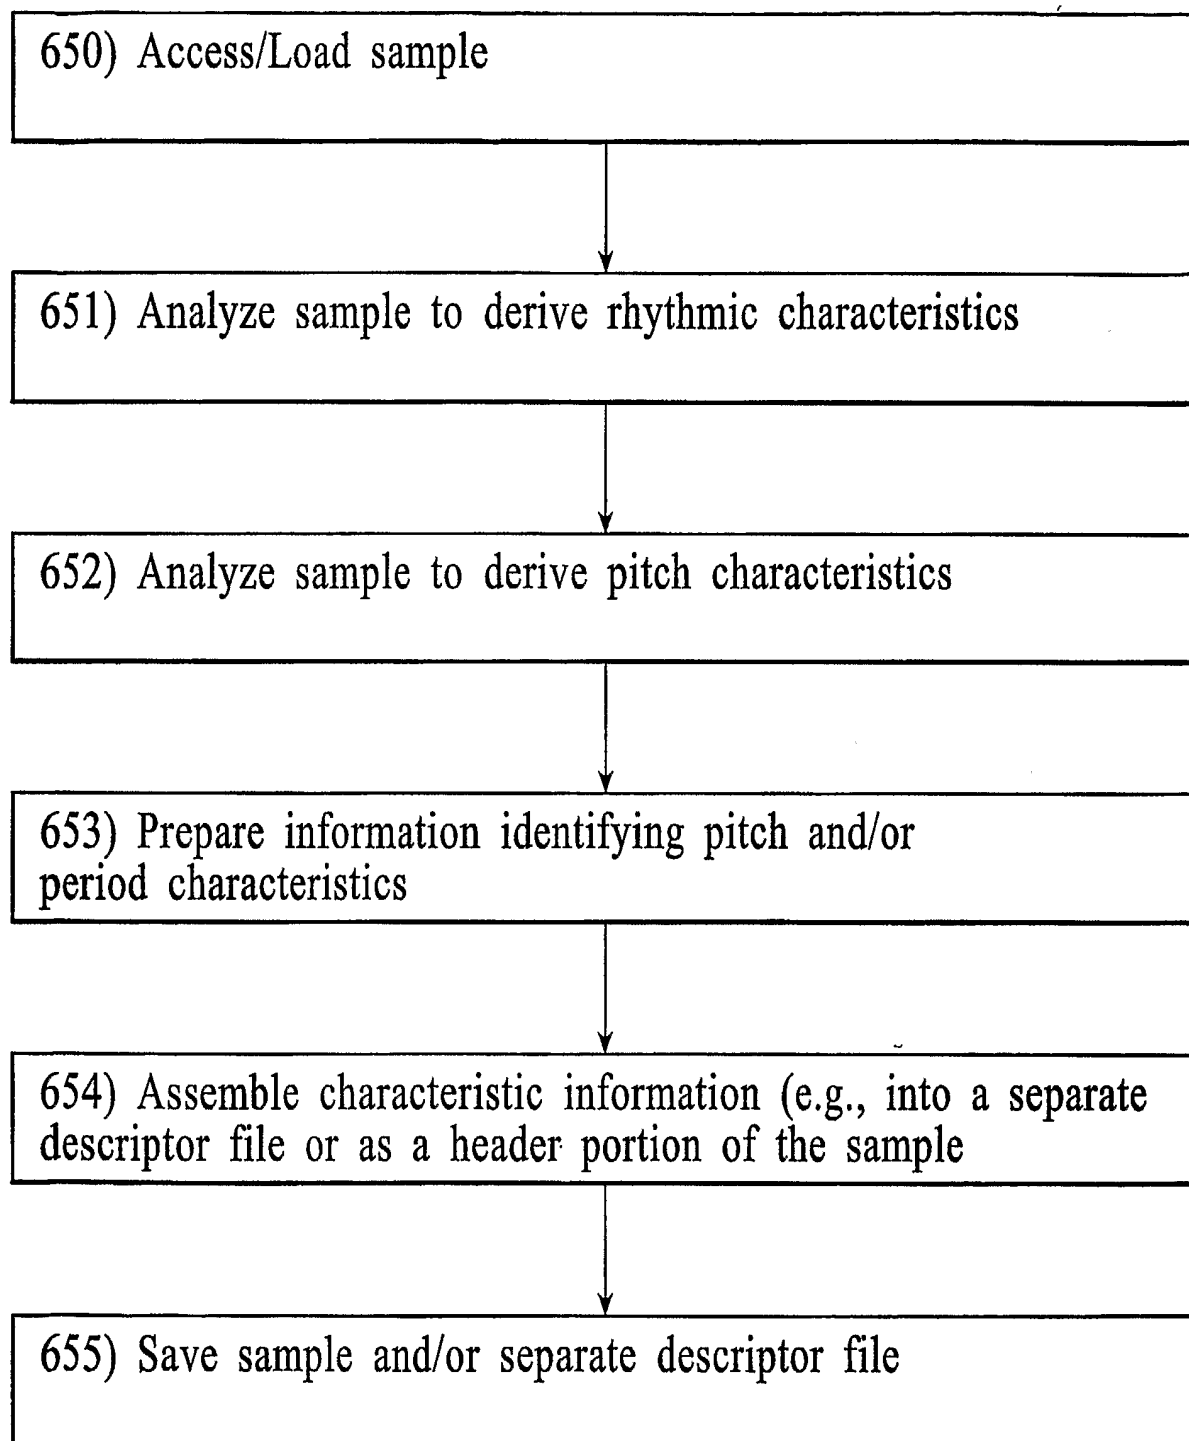 650) Access/Load sample
651) Analyze sample to derive rhythmic characteristics
652) Analyze sample to derive pitch characteristics
653) Prepare information identifying pitch and/or
period characteristics
654) Assemble characteristic information (e.g., into a separate
descriptor file or as a header portion of the sample
655) Save sample and/or separate descriptor file